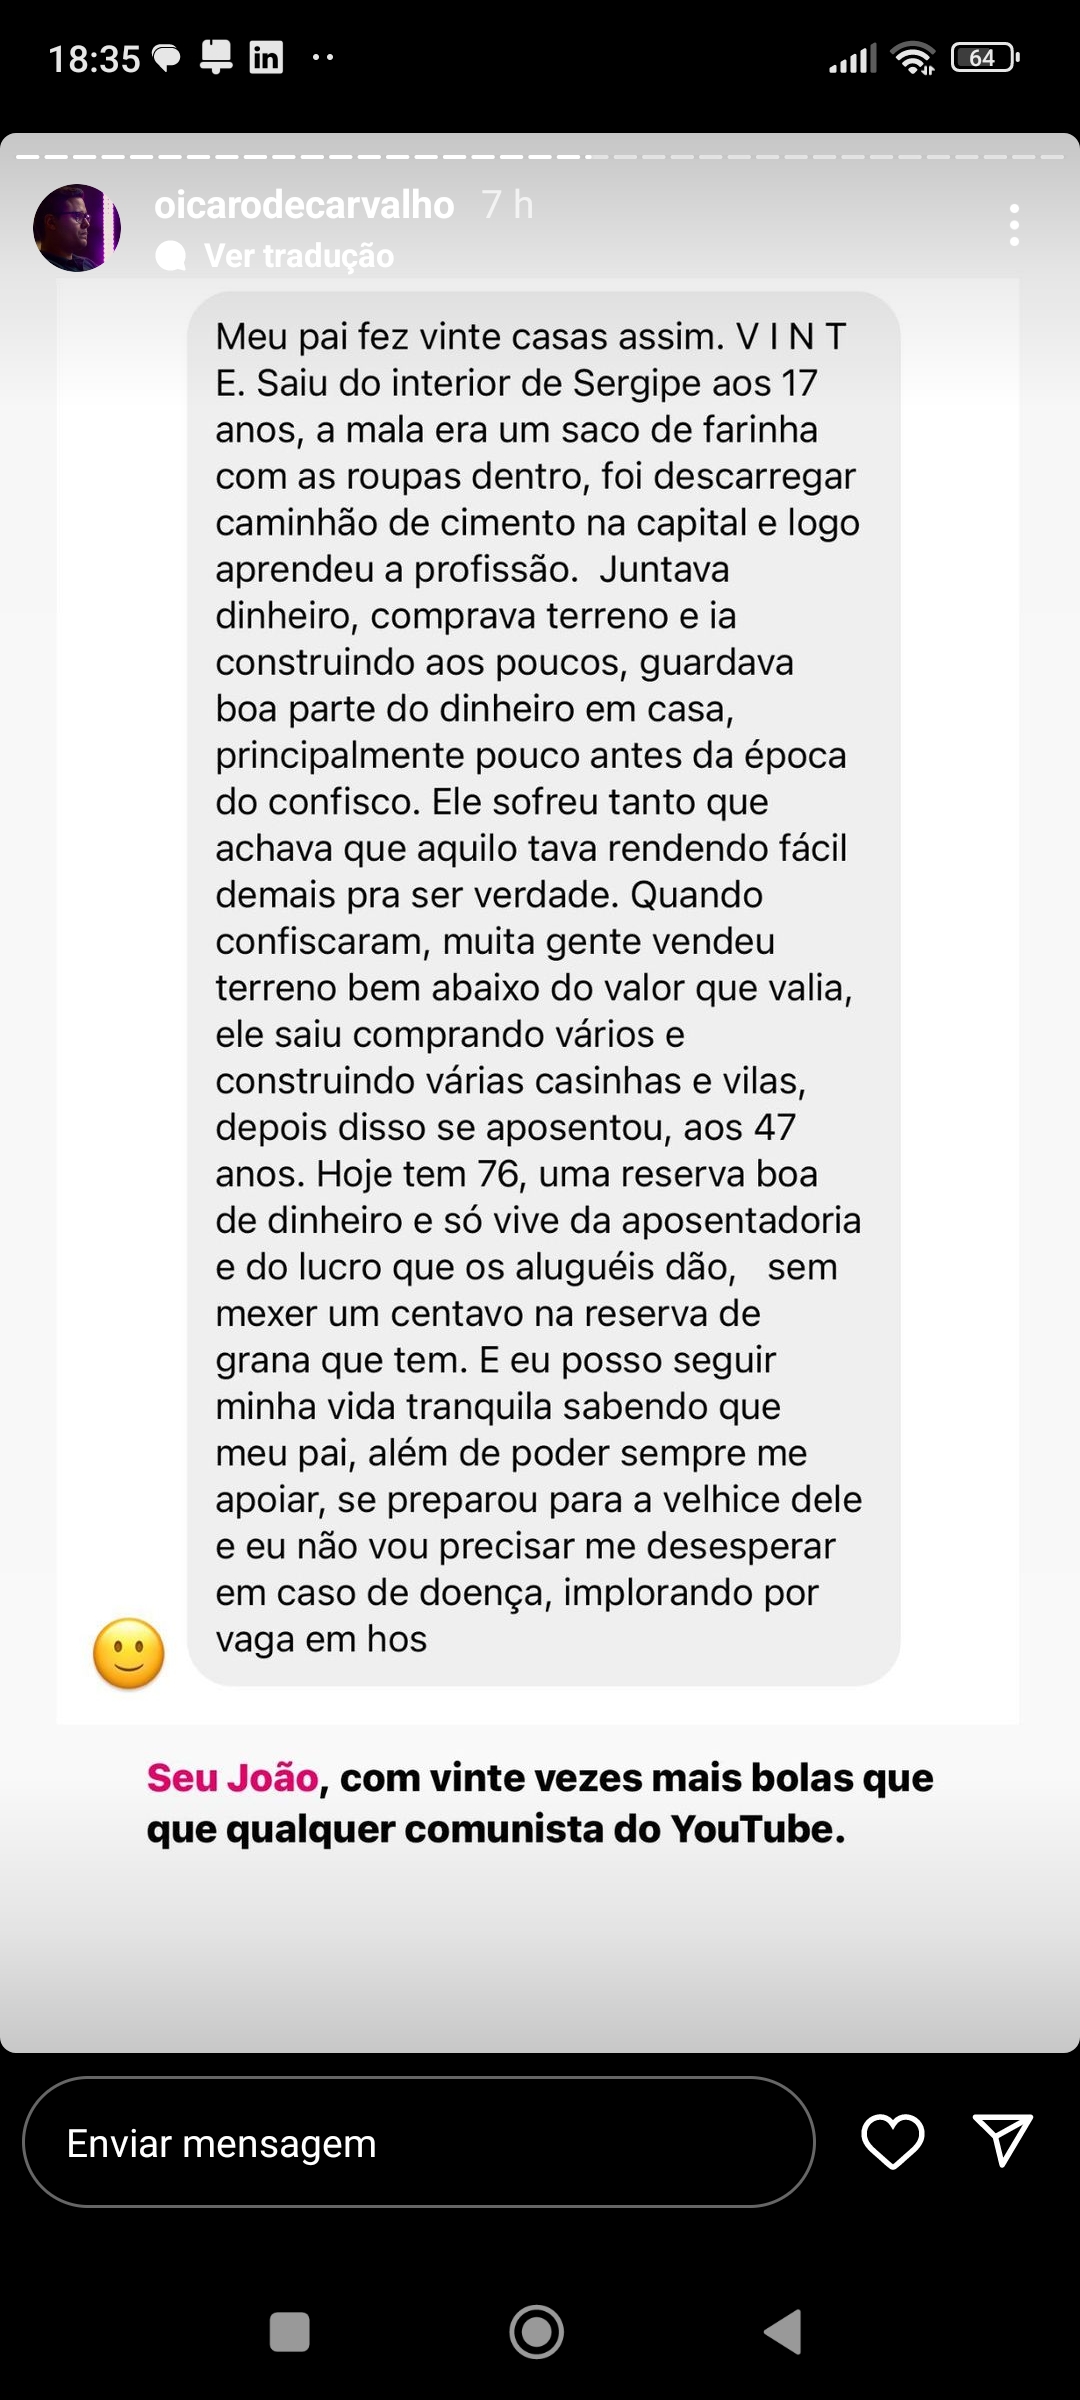 18:35
in
64
oicarodecarvalho 7 h
Ver tradução
Meu pai fez vinte casas assim. V I N T
E. Saiu do interior de Sergipe aos 17
anos, a mala era um saco de farinha
com as roupas dentro, foi descarregar
caminhão de cimento na capital e logo
aprendeu a profissão.  Juntava
dinheiro, comprava terreno e ia
construindo aos poucos, guardava
boa parte do dinheiro em casa,
principalmente pouco antes da época
do confisco. Ele sofreu tanto que
achava que aquilo tava rendendo fácil
demais pra ser verdade. Quando
confiscaram, muita gente vendeu
terreno bem abaixo do valor que valia,
ele saiu comprando vários e
construindo várias casinhas e vilas,
depois disso se aposentou, aos 47
anos. Hoje tem 76, uma reserva boa
de dinheiro e só vive da aposentadoria
e do lucro que os aluguéis dão,   sem
mexer um centavo na reserva de
grana que tem. E eu posso seguir
minha vida tranquila sabendo que
meu pai, além de poder sempre me
apoiar, se preparou para a velhice dele
e eu não vou precisar me desesperar
em caso de doença, implorando por
vaga em hos
Seu João, com vinte vezes mais bolas que
que qualquer comunista do YouTube.
Enviar mensagem